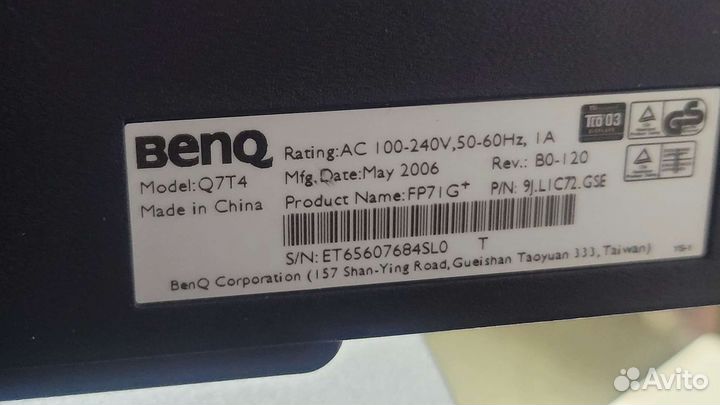 BenQ
Rating:AC 100-240V,50-60Hz, 1A
Mfg. Date:May 2006
Rev.: B0-120
Model:Q7T4
Product Name:FP71G+
P/N: 9J.L1C72.GSE
Made in China
S/N: ET65607684SL0
T
BenQ Corporation (157 Shan-Ying Road, Gueishan Taoyuan 333, Taiwan)
TCO 03
Avito